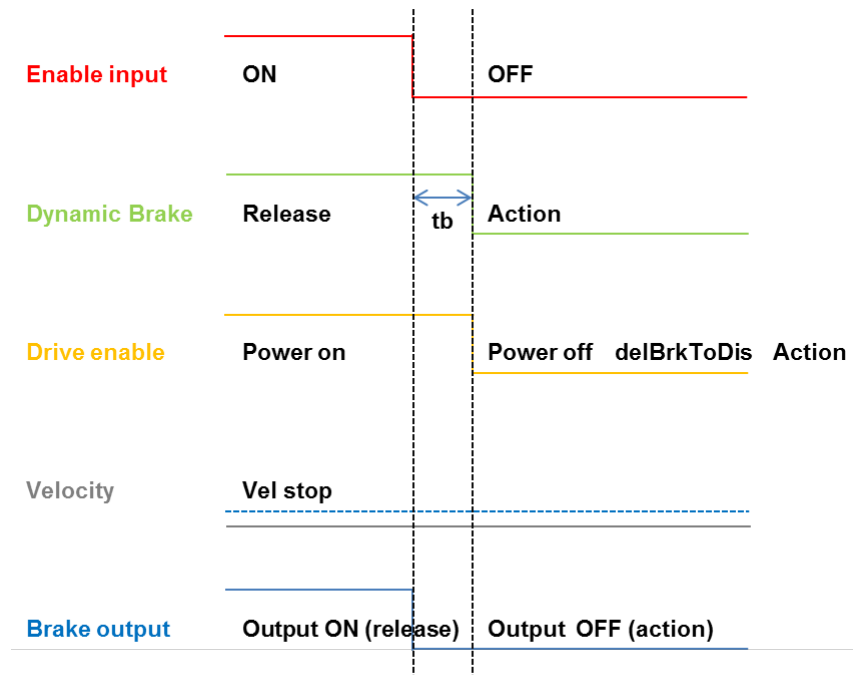 Enable input ON OFF
Dynamic Brake Release tb Action
Drive enable Power on Power off delBrkToDis Action
Velocity Vel stop
Brake output Output ON (release) Output OFF (action)